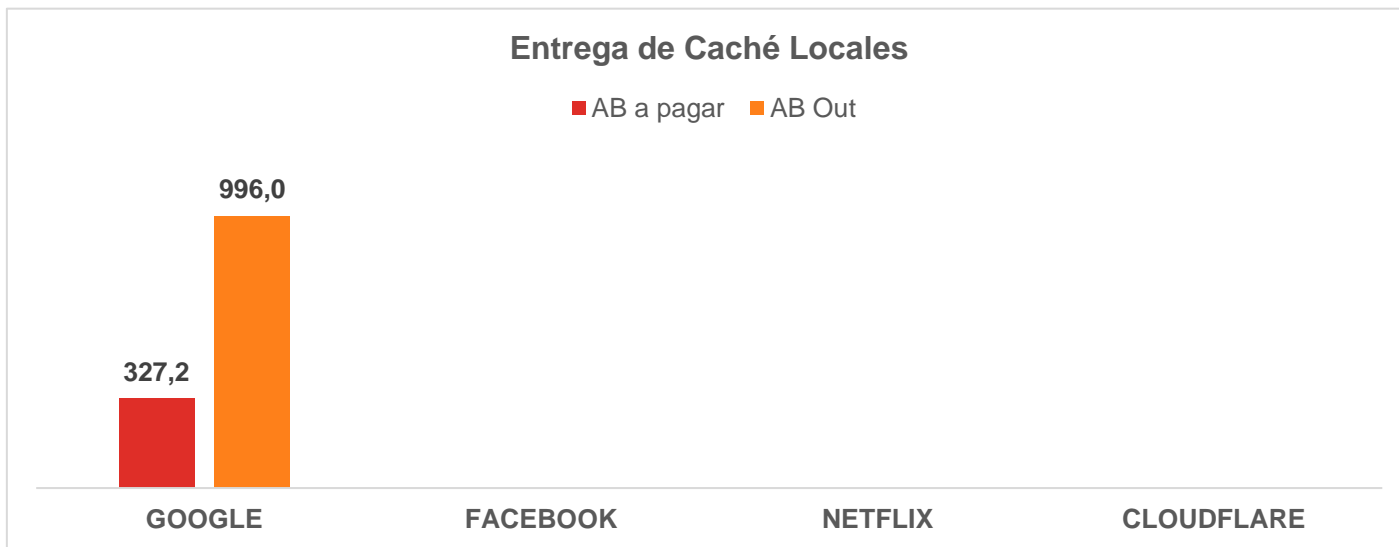 Entrega de Caché Locales
AB a pagar AB Out
996,0
327,2
GOOGLE FACEBOOK NETFLIX CLOUDFLARE